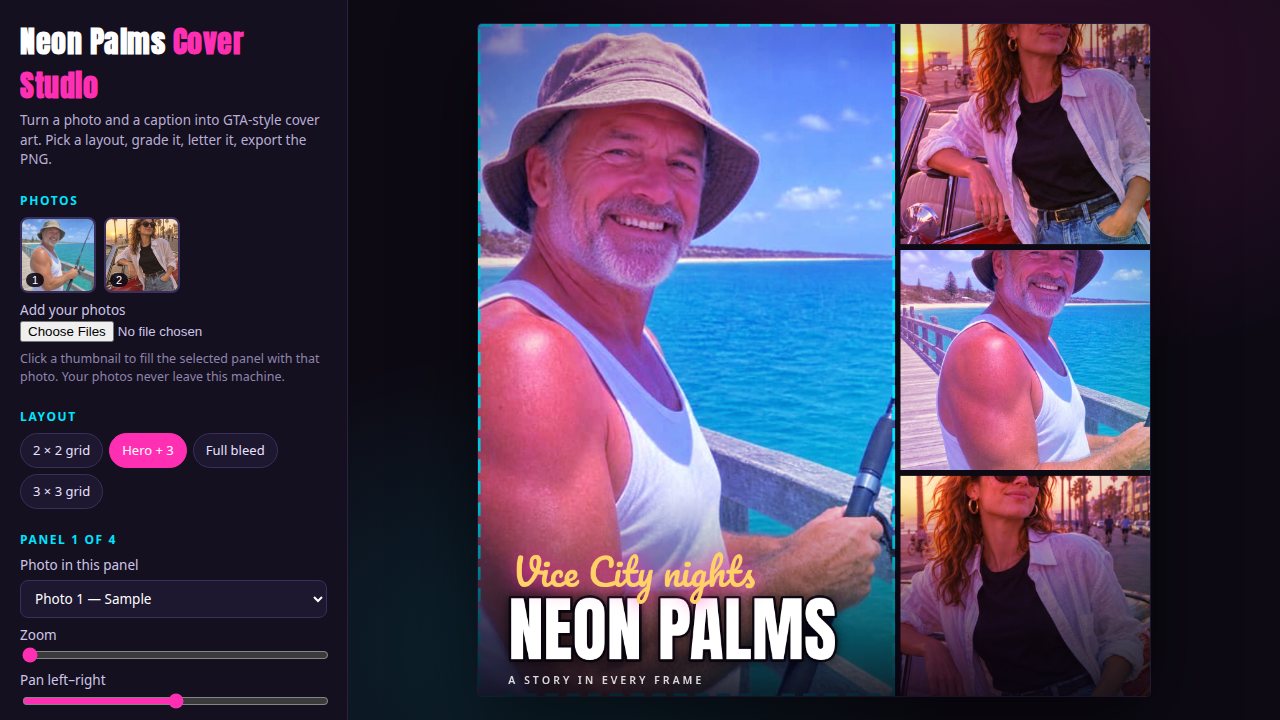 Neon Palms Cover
Studio
Turn a photo and a caption into GTA-style cover
art. Pick a layout, grade it, letter it, export the
PNG.
PHOTOS
1
2
Add your photos
Choose Files No file chosen
Click a thumbnail to fill the selected panel with that
photo. Your photos never leave this machine.
LAYOUT
2 × 2 grid
Hero + 3
Full bleed
3 × 3 grid
PANEL 1 OF 4
Photo in this panel
Photo 1 — Sample
Zoom
Pan left–right
Vice City nights
NEON PALMS
A STORY IN EVERY FRAME